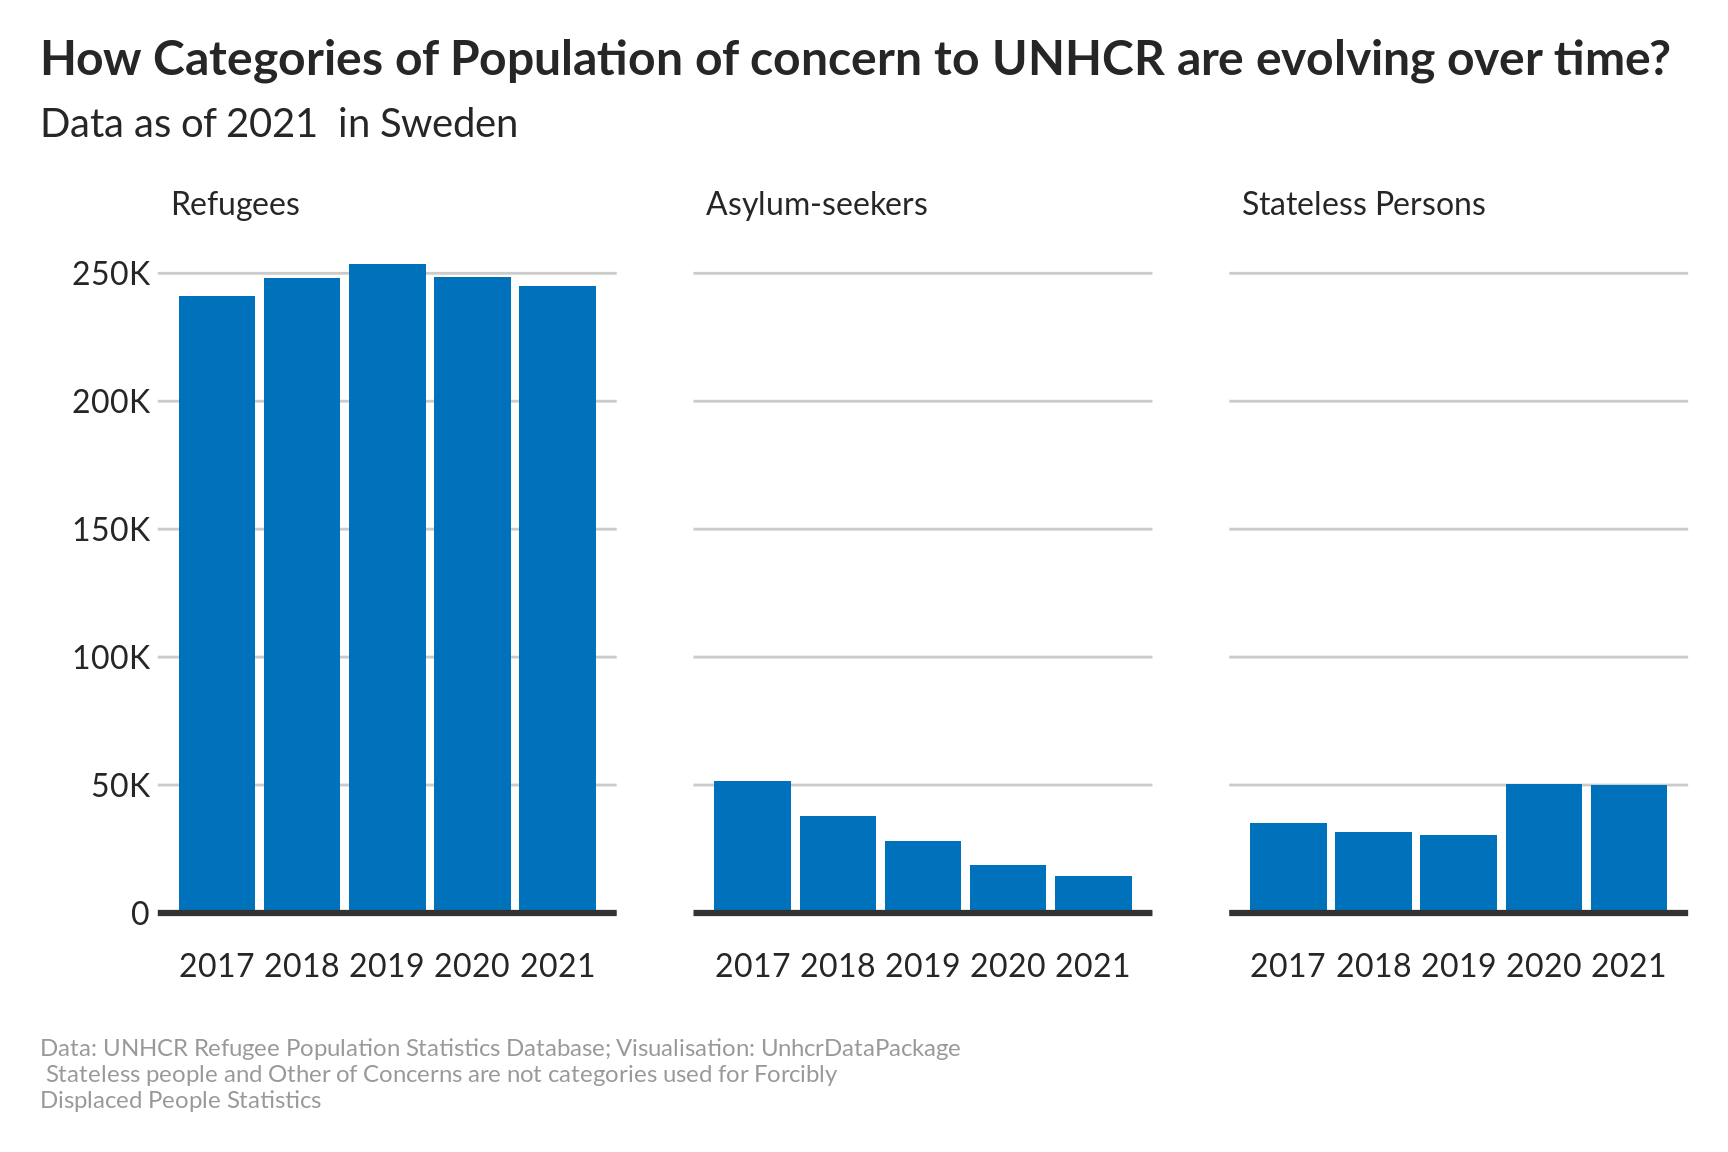 How Categories of Population of concern to UNHCR are evolving over time?
Data as of 2021  in Sweden
Refugees
Asylum-seekers
Stateless Persons
250K
200K
150K
100K
50K
0
2017 2018 2019 2020 2021
2017 2018 2019 2020 2021
2017 2018 2019 2020 2021
Data: UNHCR Refugee Population Statistics Database; Visualisation: UnhcrDataPackage
Stateless people and Other of Concerns are not categories used for Forcibly
Displaced People Statistics